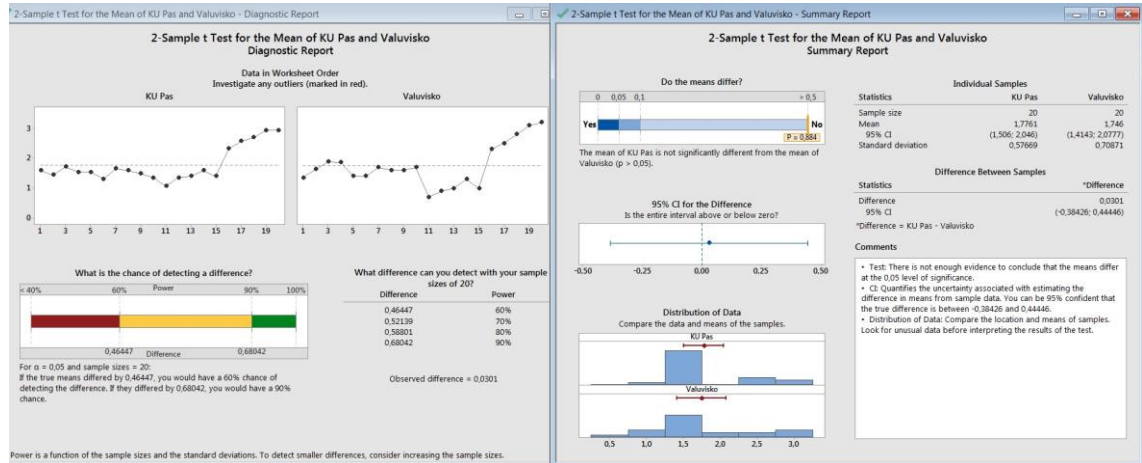 2-Sample t Test for the Mean of KU Pas and Valuvisko - Diagnostic Report
2-Sample t Test for the Mean of KU Pas and Valuvisko
Diagnostic Report
Data in Worksheet Order
Investigate any outliers (marked in red).
KU Pas
Valuvisko
3
2
1
0
1 3 5 7 9 11 13 15 17 19
1 3 5 7 9 11 13 15 17 19
What is the chance of detecting a difference?
< 40% 60% Power 90% 100%
0,46447 Difference 0,68042
For α = 0,05 and sample sizes = 20:
If the true means differed by 0,46447, you would have a 60% chance of
detecting the difference. If they differed by 0,68042, you would have a 90%
chance.
What difference can you detect with your sample
sizes of 20?
Difference Power
0,46447 60%
0,52139 70%
0,58801 80%
0,68042 90%
Observed difference = 0,0301
Power is a function of the sample sizes and the standard deviations. To detect smaller differences, consider increasing the sample sizes.
2-Sample t Test for the Mean of KU Pas and Valuvisko - Summary Report
2-Sample t Test for the Mean of KU Pas and Valuvisko
Summary Report
Do the means differ?
0 0,05 0,1 > 0,5
Yes No
P = 0,884
The mean of KU Pas is not significantly different from the mean of
Valuvisko (p > 0,05).
95% CI for the Difference
Is the entire interval above or below zero?
-0.50 -0.25 0.00 0.25 0.50
Distribution of Data
Compare the data and means of the samples.
KU Pas
Valuvisko
0,5 1,0 1,5 2,0 2,5 3,0
Individual Samples
Statistics KU Pas Valuvisko
Sample size 20 20
Mean 1,7761 1,746
95% CI (1,506; 2,046) (1,4143; 2,0777)
Standard deviation 0,57669 0,70871
Difference Between Samples
Statistics *Difference
Difference 0,0301
95% CI (-0,38426; 0,44446)
*Difference = KU Pas - Valuvisko
Comments
• Test: There is not enough evidence to conclude that the means differ
at the 0,05 level of significance.
• CI: Quantifies the uncertainty associated with estimating the
difference in means from sample data. You can be 95% confident that
the true difference is between -0,38426 and 0,44446.
• Distribution of Data: Compare the location and means of samples.
Look for unusual data before interpreting the results of the test.